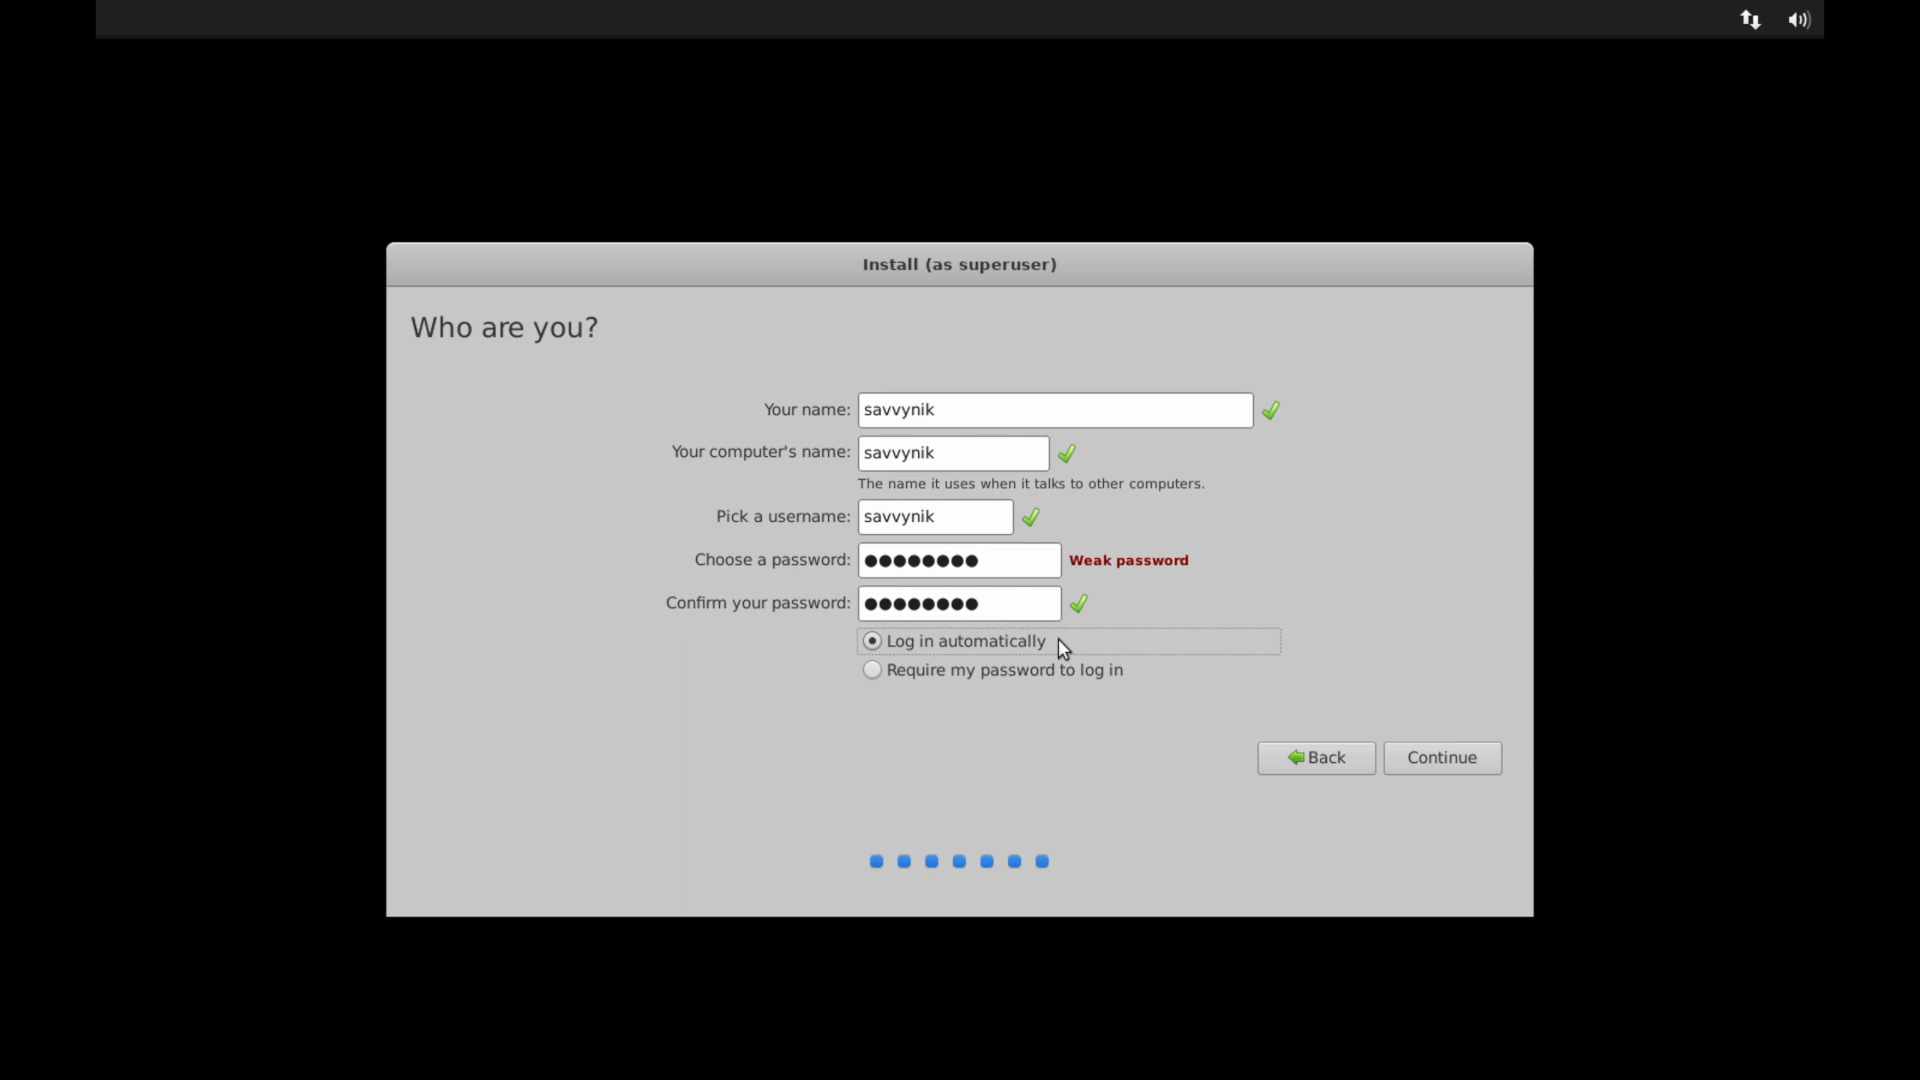 Install (as superuser)
Who are you?
Your name: savvynik
Your computer's name: savvynik
The name it uses when it talks to other computers.
Pick a username: savvynik
Choose a password: ●●●●●●●● Weak password
Confirm your password: ●●●●●●●●
Log in automatically
Require my password to log in
Back Continue